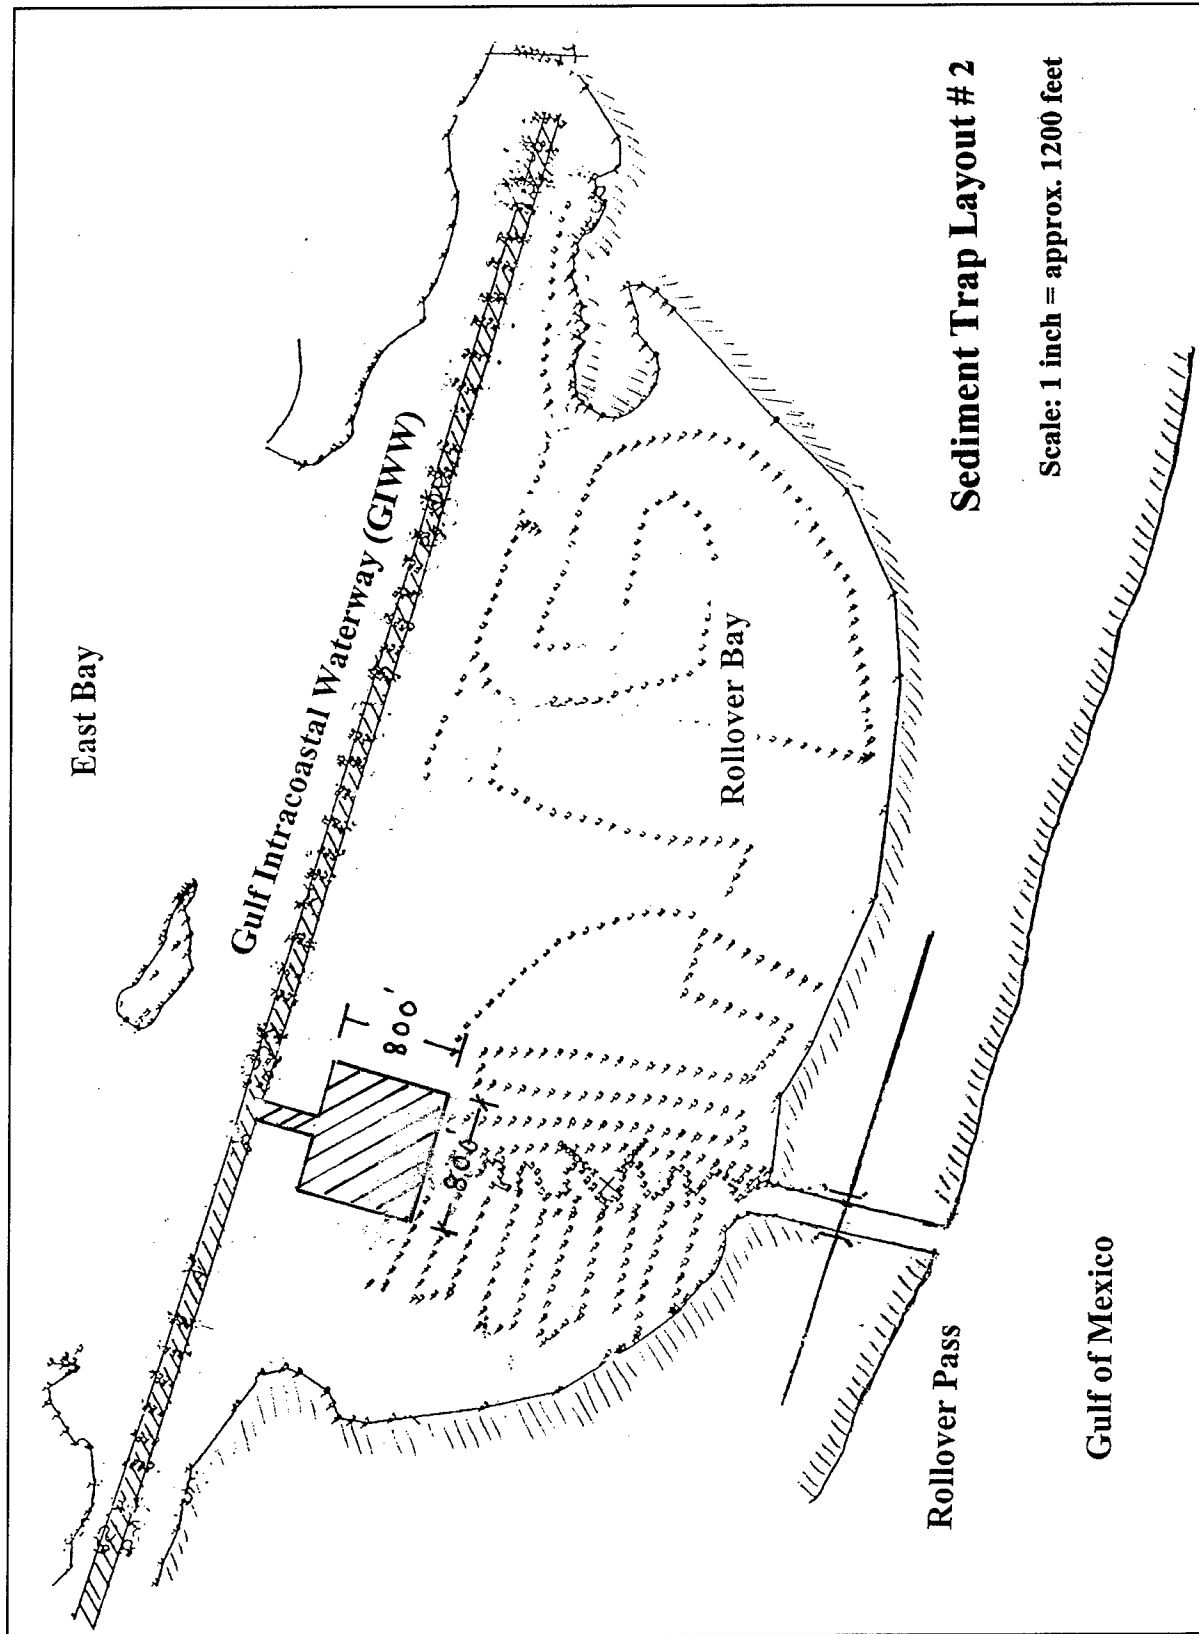 East Bay
Gulf Intracoastal Waterway (GIWW)
800'
800'
Rollover Bay
Rollover Pass
Gulf of Mexico
Sediment Trap Layout # 2
Scale: 1 inch = approx. 1200 feet